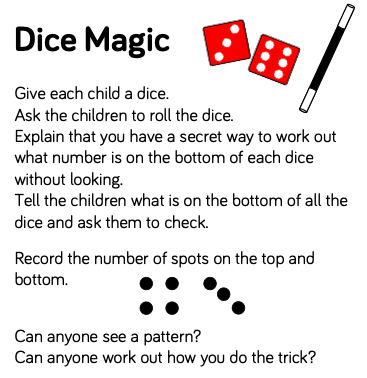 Dice Magic
Give each child a dice.
Ask the children to roll the dice.
Explain that you have a secret way to work out
what number is on the bottom of each dice
without looking.
Tell the children what is on the bottom of all the
dice and ask them to check.
Record the number of spots on the top and
bottom.
Can anyone see a pattern?
Can anyone work out how you do the trick?